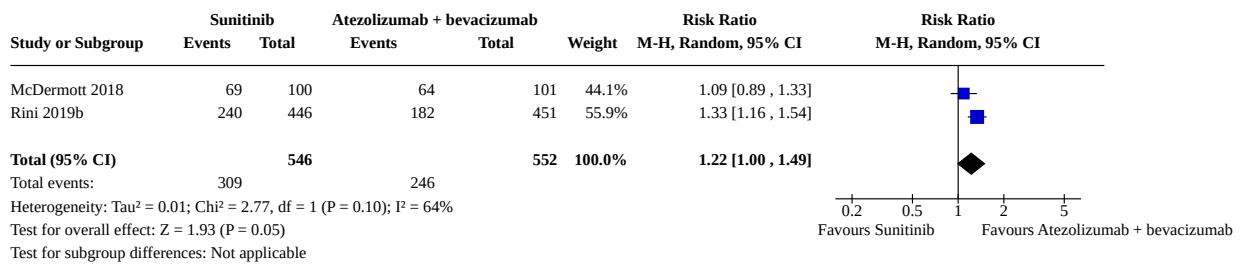 Sunitinib Atezolizumab + bevacizumab Risk Ratio Risk Ratio
Study or Subgroup Events Total Events Total Weight M-H, Random, 95% CI M-H, Random, 95% CI
McDermott 2018 69 100 64 101 44.1% 1.09 [0.89 , 1.33]
Rini 2019b 240 446 182 451 55.9% 1.33 [1.16 , 1.54]
Total (95% CI) 546 552 100.0% 1.22 [1.00 , 1.49]
Total events: 309 246
Heterogeneity: Tau² = 0.01; Chi² = 2.77, df = 1 (P = 0.10); I² = 64%
0.2 0.5 1 2 5
Test for overall effect: Z = 1.93 (P = 0.05) Favours Sunitinib Favours Atezolizumab + bevacizumab
Test for subgroup differences: Not applicable